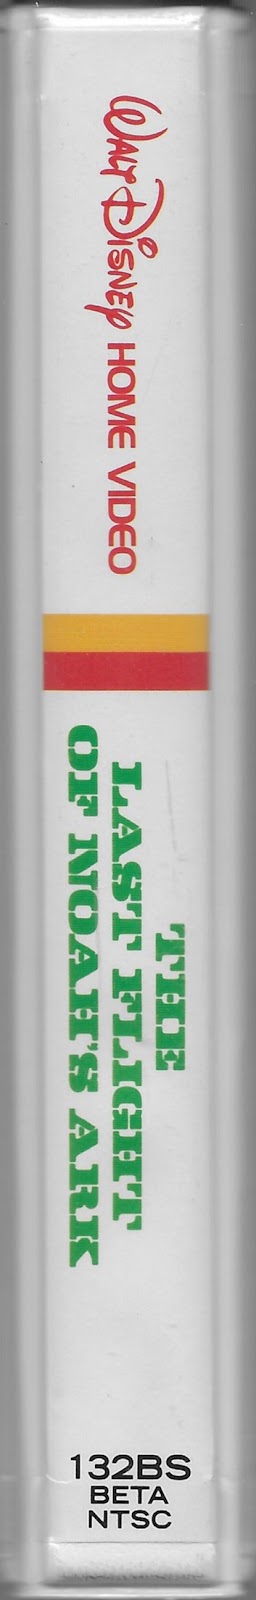 WALT DISNEY HOME VIDEO
THE
LAST FLIGHT
OF NOAH'S ARK
132BS
BETA
NTSC